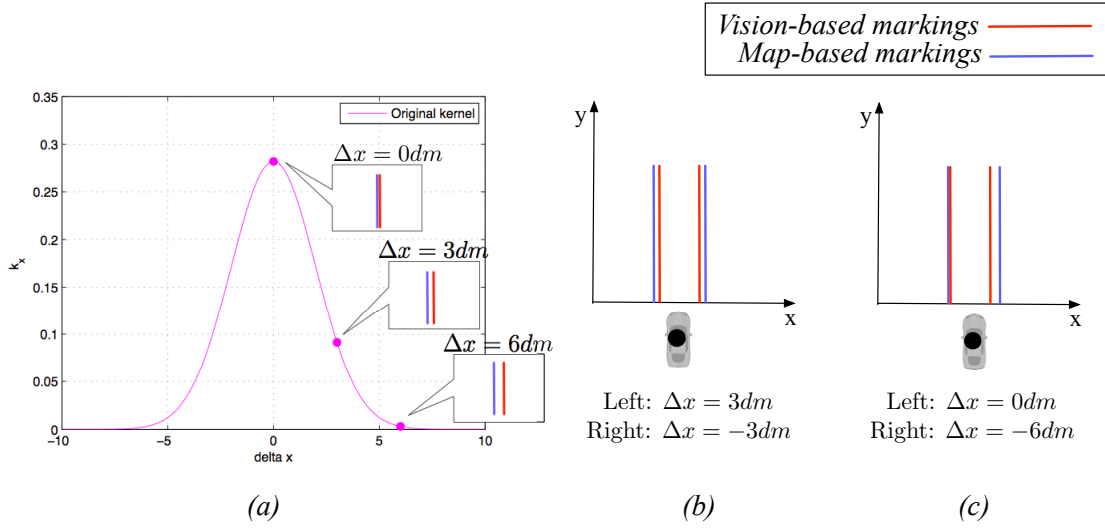 Vision-based markings
Map-based markings
0.35
0.3
0.25
0.2
0.15
0.1
0.05
0
k_x
−10
−5
0
5
10
delta x
Original kernel
Δx = 0dm
Δx = 3dm
Δx = 6dm
(a)
y
x
Left: Δx = 3dm
Right: Δx = −3dm
(b)
y
x
Left: Δx = 0dm
Right: Δx = −6dm
(c)